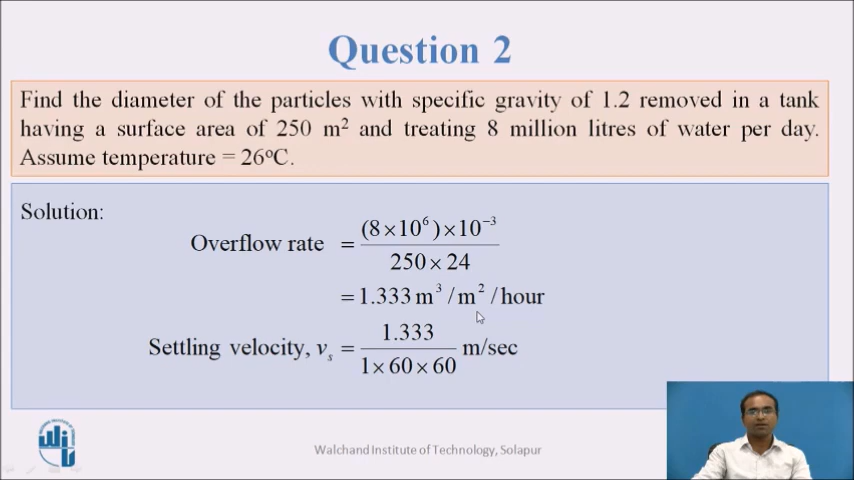 Question 2
Find the diameter of the particles with specific gravity of 1.2 removed in a tank
having a surface area of 250 m² and treating 8 million litres of water per day.
Assume temperature = 26°C.
Solution:
Overflow rate = (8×10⁶)×10⁻³ / 250×24
= 1.333 m³/m²/hour
Settling velocity, vₛ = 1.333 / 1×60×60 m/sec
Walchand Institute of Technology, Solapur